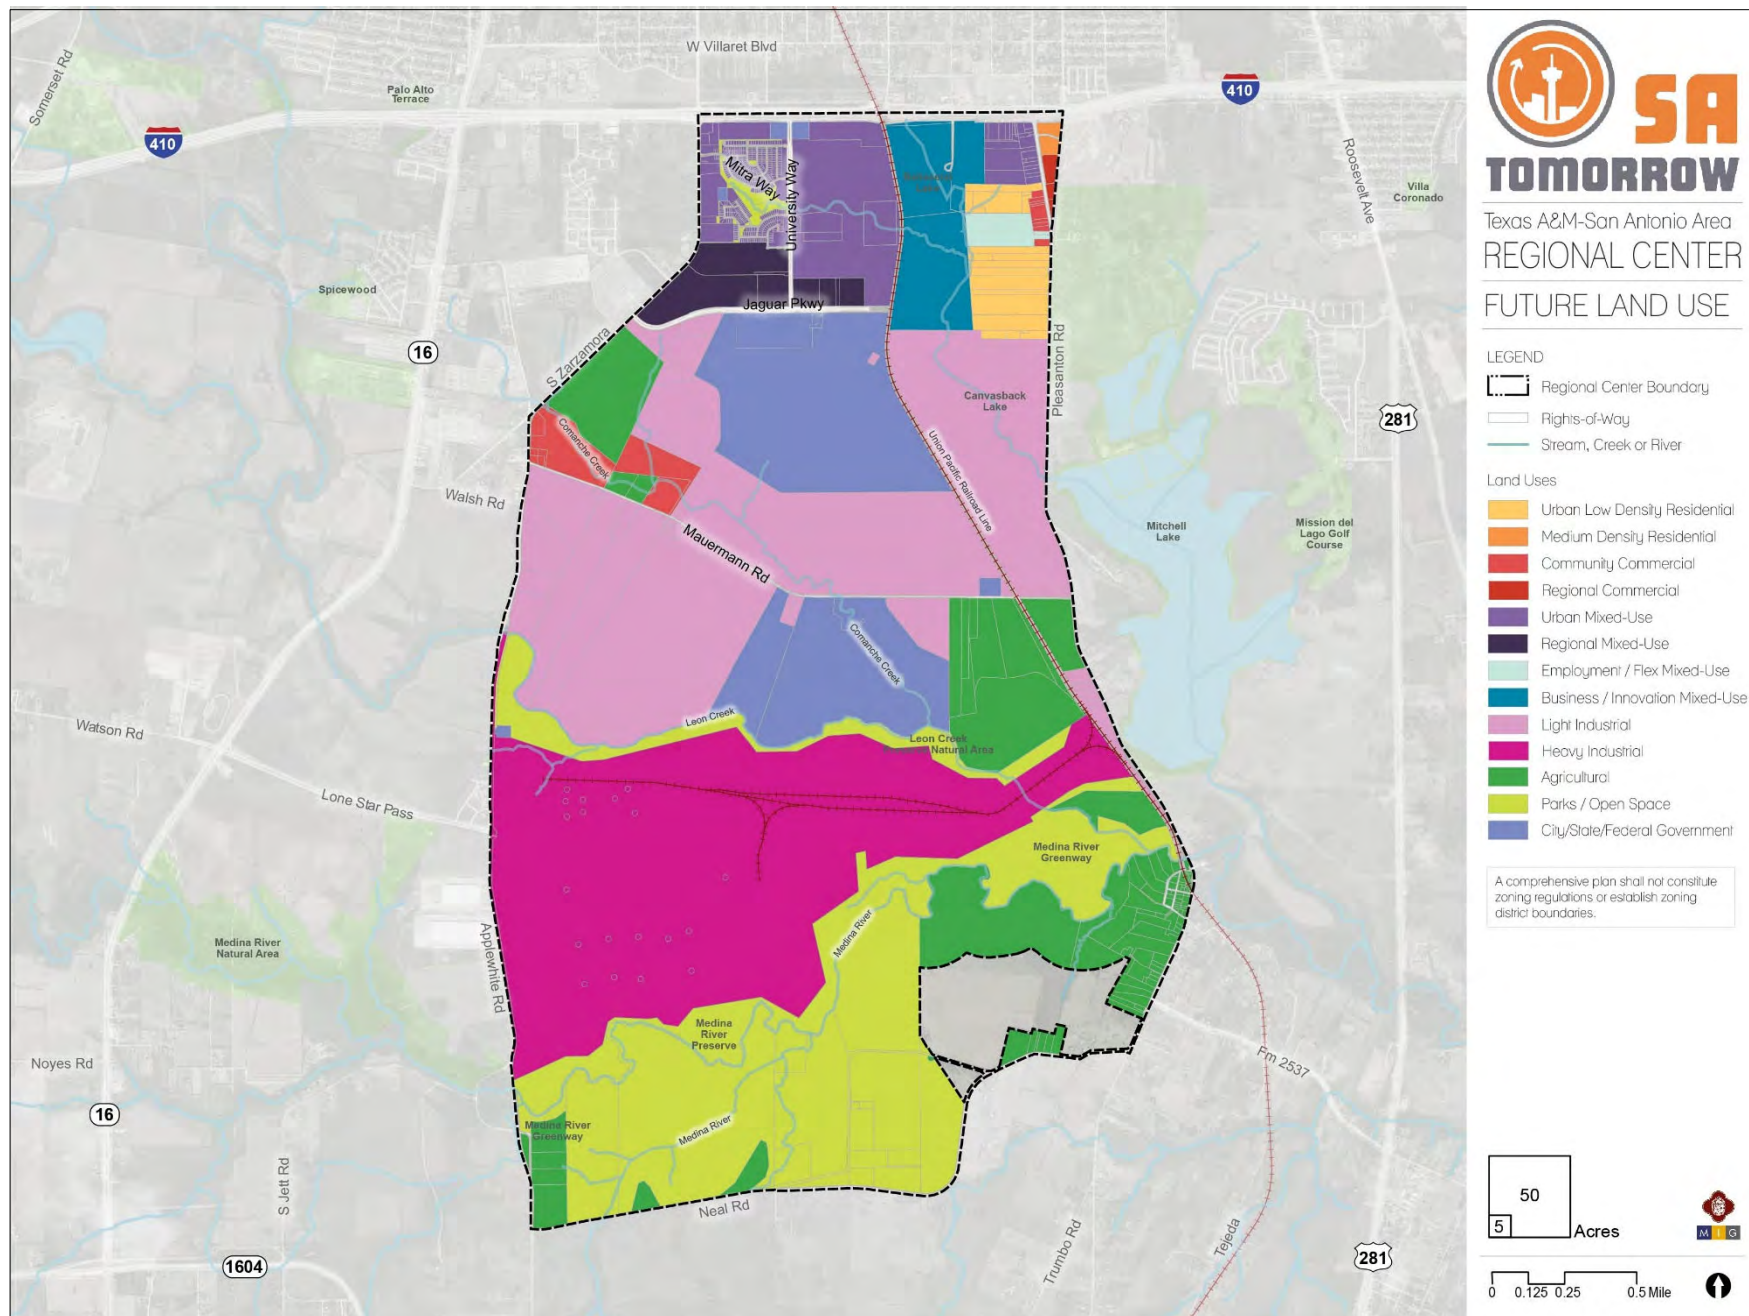 W Villaret Blvd
Somerset Rd
Palo Alto
Terrace
410
410
Mitra Way
University Way
Roosevelt Ave
Villa
Coronado
Spicewood
Jaguar Pkwy
S Zarzamora
16
Pleasanton Rd
Canvasback
Lake
281
Comanche Creek
Union Pacific Railroad Line
Walsh Rd
Mauermann Rd
Mitchell
Lake
Mission del
Lago Golf
Course
Comanche Creek
Leon Creek
Leon Creek
Natural Area
Watson Rd
Lone Star Pass
Medina River
Greenway
Medina River
Applewhite Rd
Medina River
Natural Area
Medina
River
Preserve
Noyes Rd
Fm 2537
16
Medina River
Greenway
Medina River
S Jett Rd
Neal Rd
Trumbo Rd
Tejeda
1604
281
SA
TOMORROW
Texas A&M-San Antonio Area
REGIONAL CENTER
FUTURE LAND USE
LEGEND
Regional Center Boundary
Rights-of-Way
Stream, Creek or River
Land Uses
Urban Low Density Residential
Medium Density Residential
Community Commercial
Regional Commercial
Urban Mixed-Use
Regional Mixed-Use
Employment / Flex Mixed-Use
Business / Innovation Mixed-Use
Light Industrial
Heavy Industrial
Agricultural
Parks / Open Space
City/State/Federal Government
A comprehensive plan shall not constitute
zoning regulations or establish zoning
district boundaries.
50
5
Acres
M I G
0 0.125 0.25 0.5 Mile